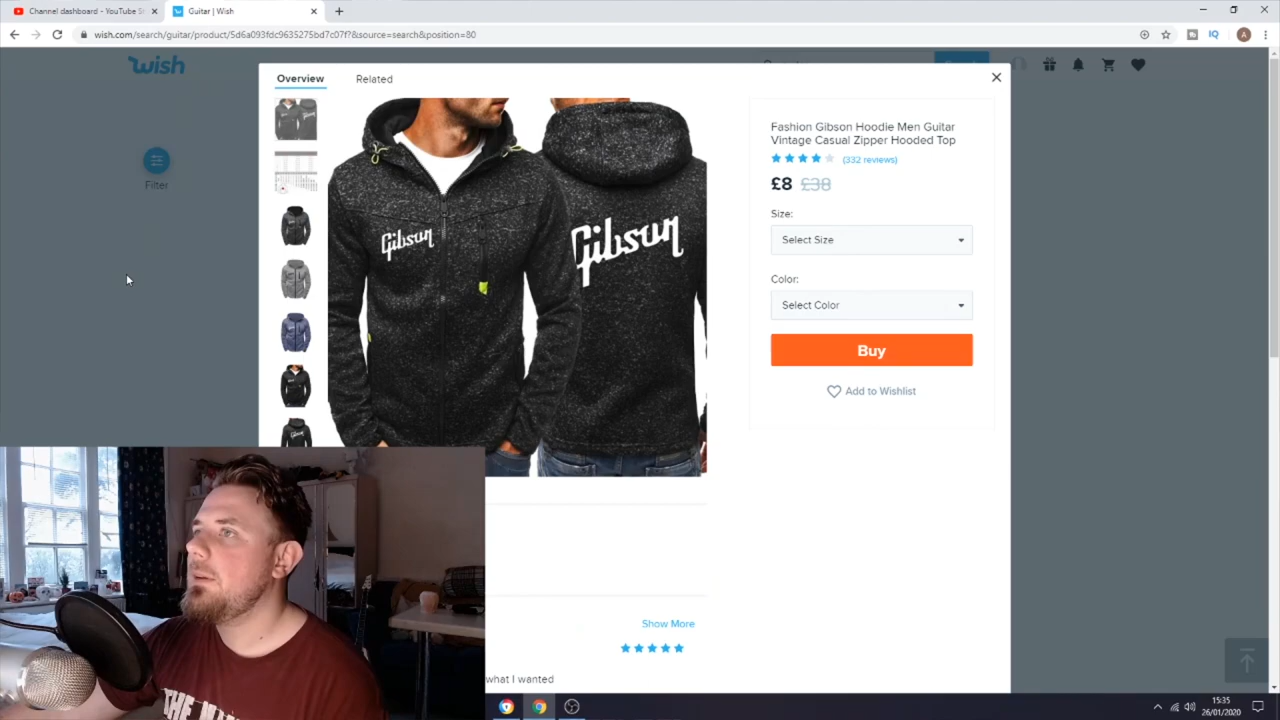 Channel dashboard - YouTube St
Guitar | Wish
wish.com/search/guitar/product/5d6a093fdc9635275bd7c07f?&source=search&position=80
wish
Overview
Related
Filter
Gibson
Gibson
Fashion Gibson Hoodie Men Guitar
Vintage Casual Zipper Hooded Top
(332 reviews)
£8 £38
Size:
Select Size
Color:
Select Color
Buy
Add to Wishlist
Show More
what I wanted
THE
15:35
26/01/2020